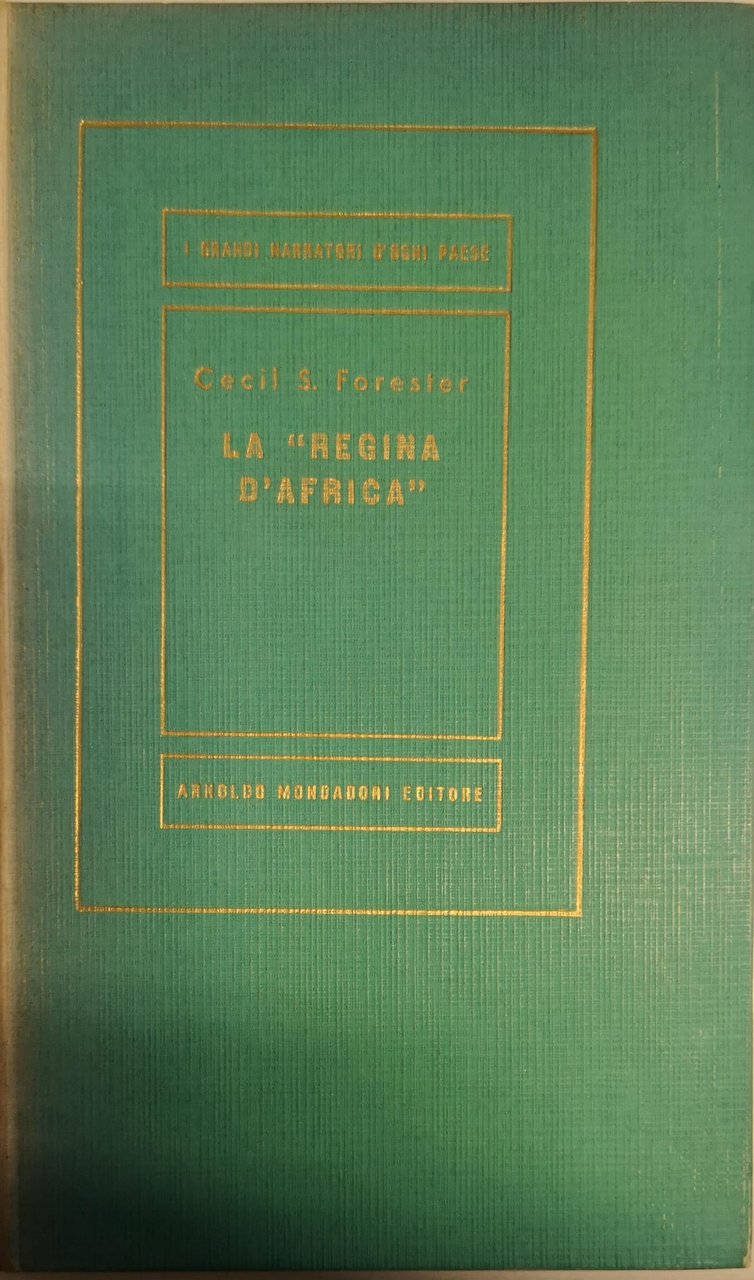 I GRANDI NARRATORI D'OGNI PAESE
Cecil S. Forester
LA "REGINA
D'AFRICA"
ARNOLDO MONDADORI EDITORE